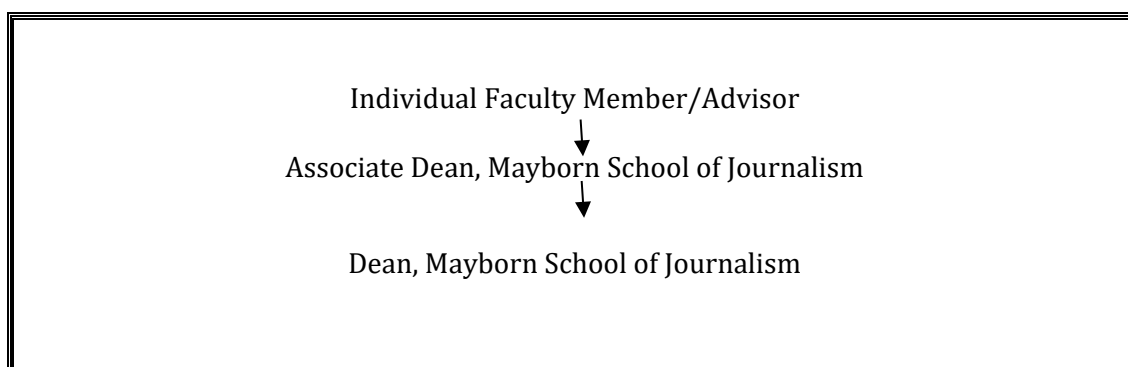 Individual Faculty Member/Advisor
Associate Dean, Mayborn School of Journalism
Dean, Mayborn School of Journalism